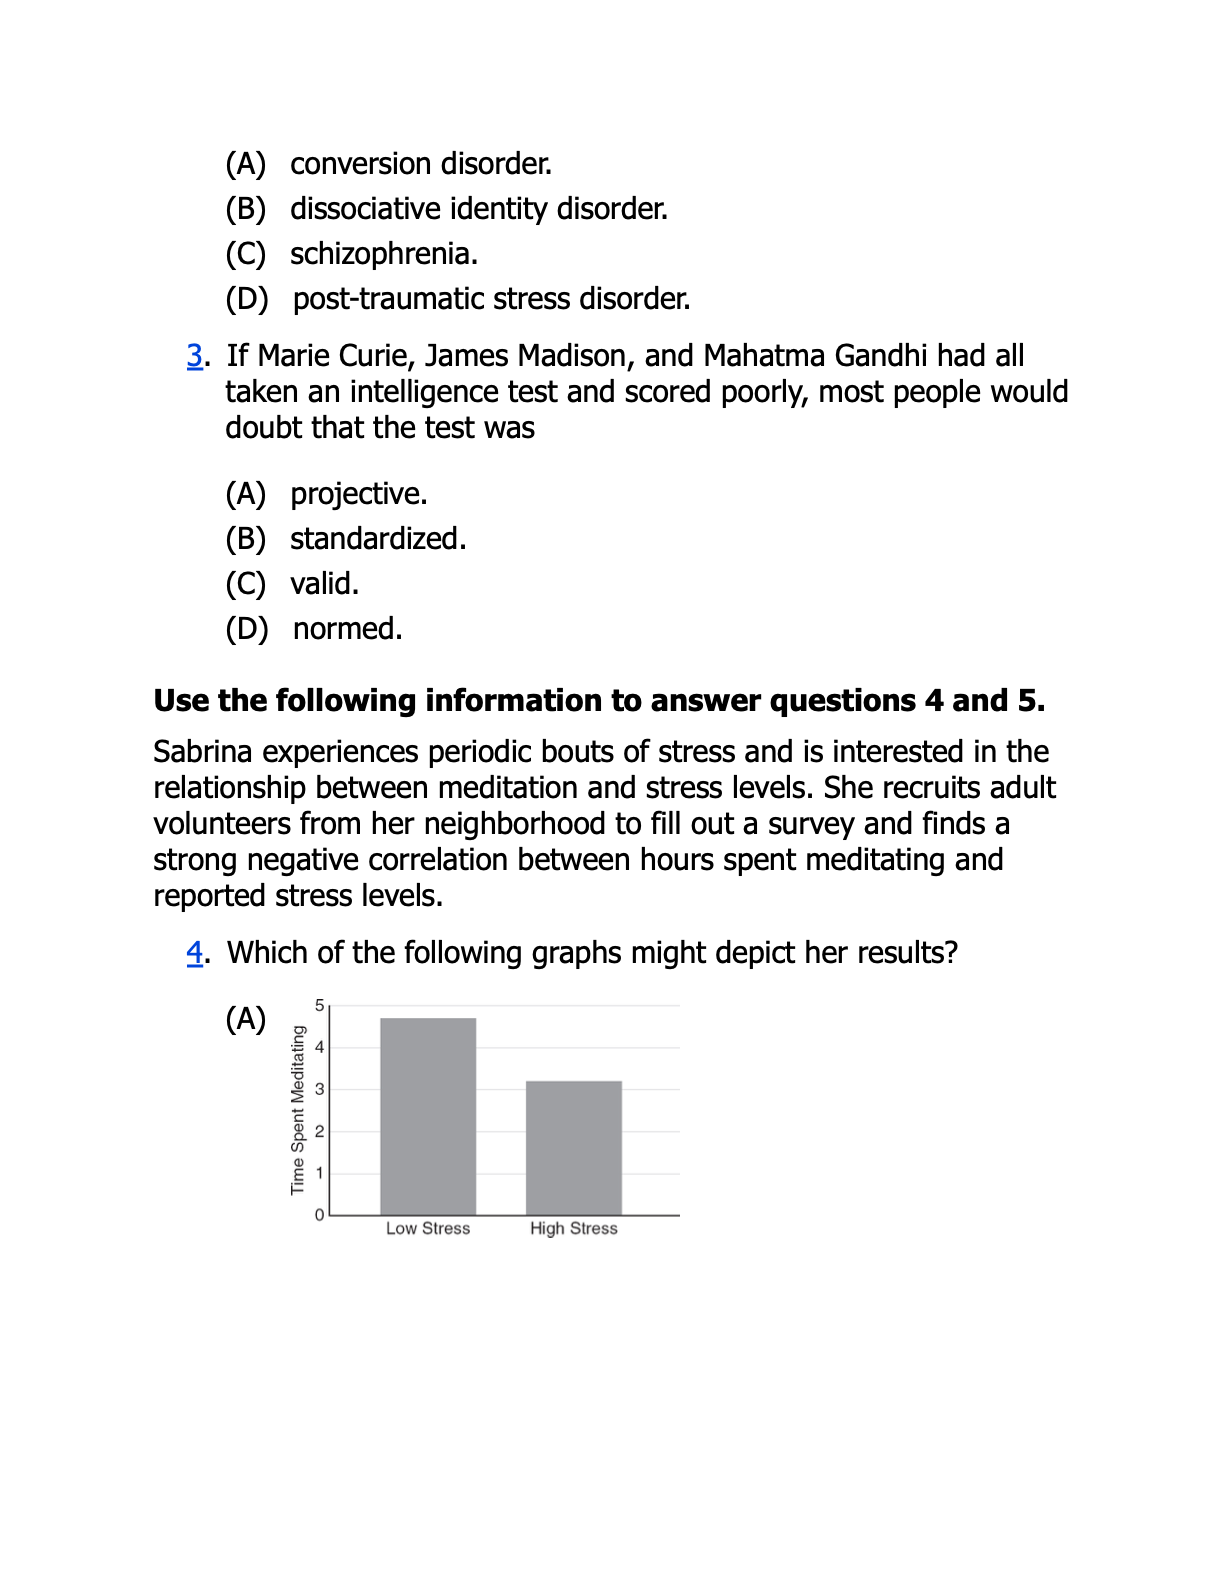 (A) conversion disorder.
(B) dissociative identity disorder.
(C) schizophrenia.
(D) post-traumatic stress disorder.
3. If Marie Curie, James Madison, and Mahatma Gandhi had all
taken an intelligence test and scored poorly, most people would
doubt that the test was
(A) projective.
(B) standardized.
(C) valid.
(D) normed.
Use the following information to answer questions 4 and 5.
Sabrina experiences periodic bouts of stress and is interested in the
relationship between meditation and stress levels. She recruits adult
volunteers from her neighborhood to fill out a survey and finds a
strong negative correlation between hours spent meditating and
reported stress levels.
4. Which of the following graphs might depict her results?
(A)
Time Spent Meditating
5
4
3
2
1
0
Low Stress High Stress